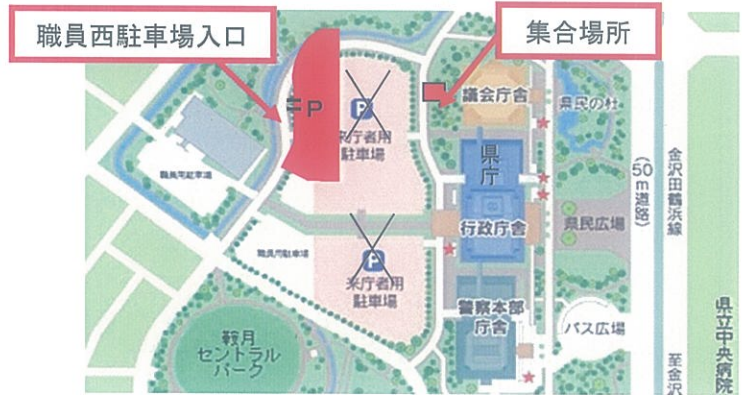 職員西駐車場入口
集合場所
P
P
来庁者用
駐車場
議会庁舎
県民の杜
県庁
職員用駐車場
(50m道路)
金沢田鶴浜線
行政庁舎
県民広場
職員用駐車場
P
来庁者用
駐車場
警察本部
庁舎
バス広場
鞍月
セントラル
パーク
至金沢
県立中央病院